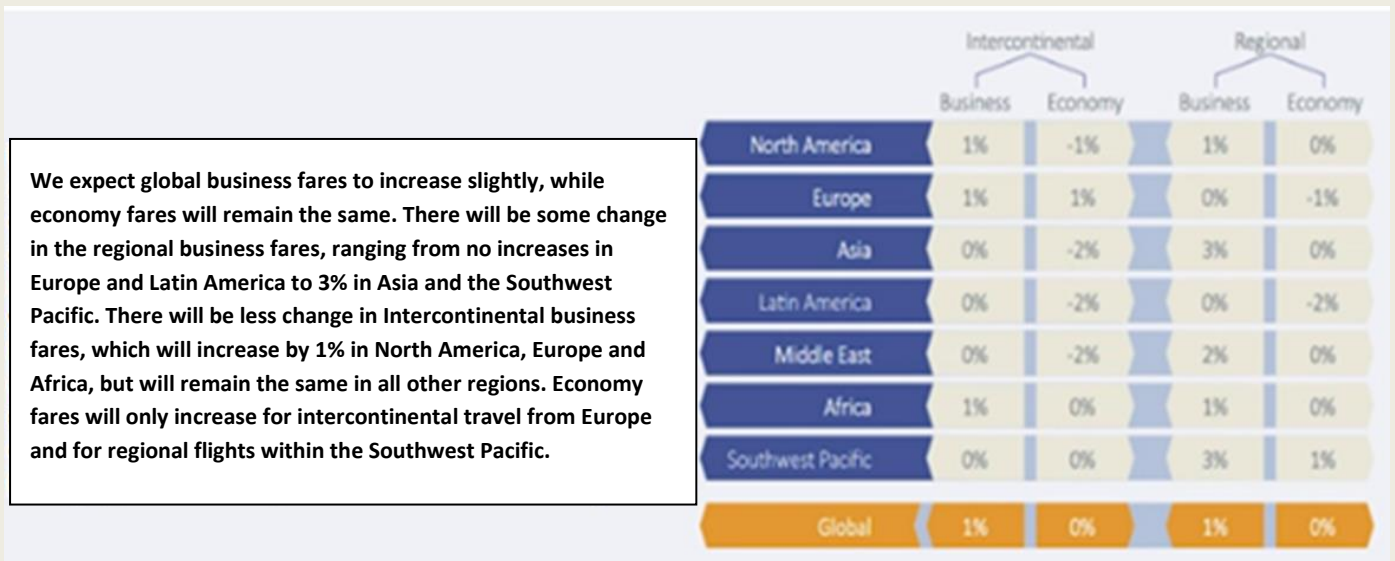 Intercontinental Regional
Business Economy Business Economy
We expect global business fares to increase slightly, while
economy fares will remain the same. There will be some change
in the regional business fares, ranging from no increases in
Europe and Latin America to 3% in Asia and the Southwest
Pacific. There will be less change in Intercontinental business
fares, which will increase by 1% in North America, Europe and
Africa, but will remain the same in all other regions. Economy
fares will only increase for intercontinental travel from Europe
and for regional flights within the Southwest Pacific.
North America 1% -1% 1% 0%
Europe 1% 1% 0% -1%
Asia 0% -2% 3% 0%
Latin America 0% -2% 0% -2%
Middle East 0% -2% 2% 0%
Africa 1% 0% 1% 0%
Southwest Pacific 0% 0% 3% 1%
Global 1% 0% 1% 0%